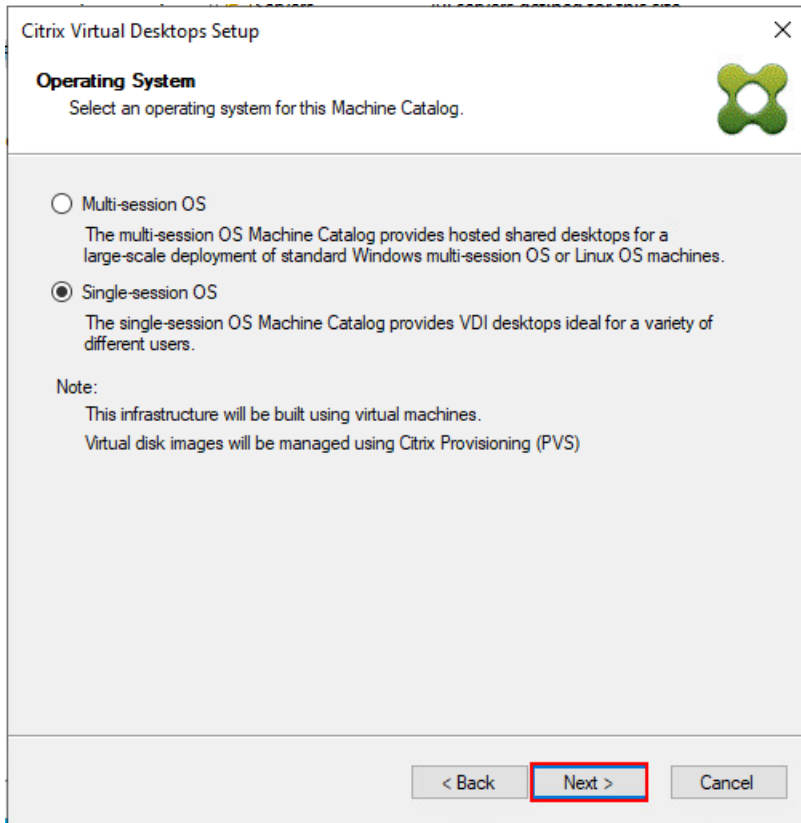 Citrix Virtual Desktops Setup
Operating System
Select an operating system for this Machine Catalog.
Multi-session OS
The multi-session OS Machine Catalog provides hosted shared desktops for a
large-scale deployment of standard Windows multi-session OS or Linux OS machines.
Single-session OS
The single-session OS Machine Catalog provides VDI desktops ideal for a variety of
different users.
Note:
This infrastructure will be built using virtual machines.
Virtual disk images will be managed using Citrix Provisioning (PVS)
< Back
Next >
Cancel